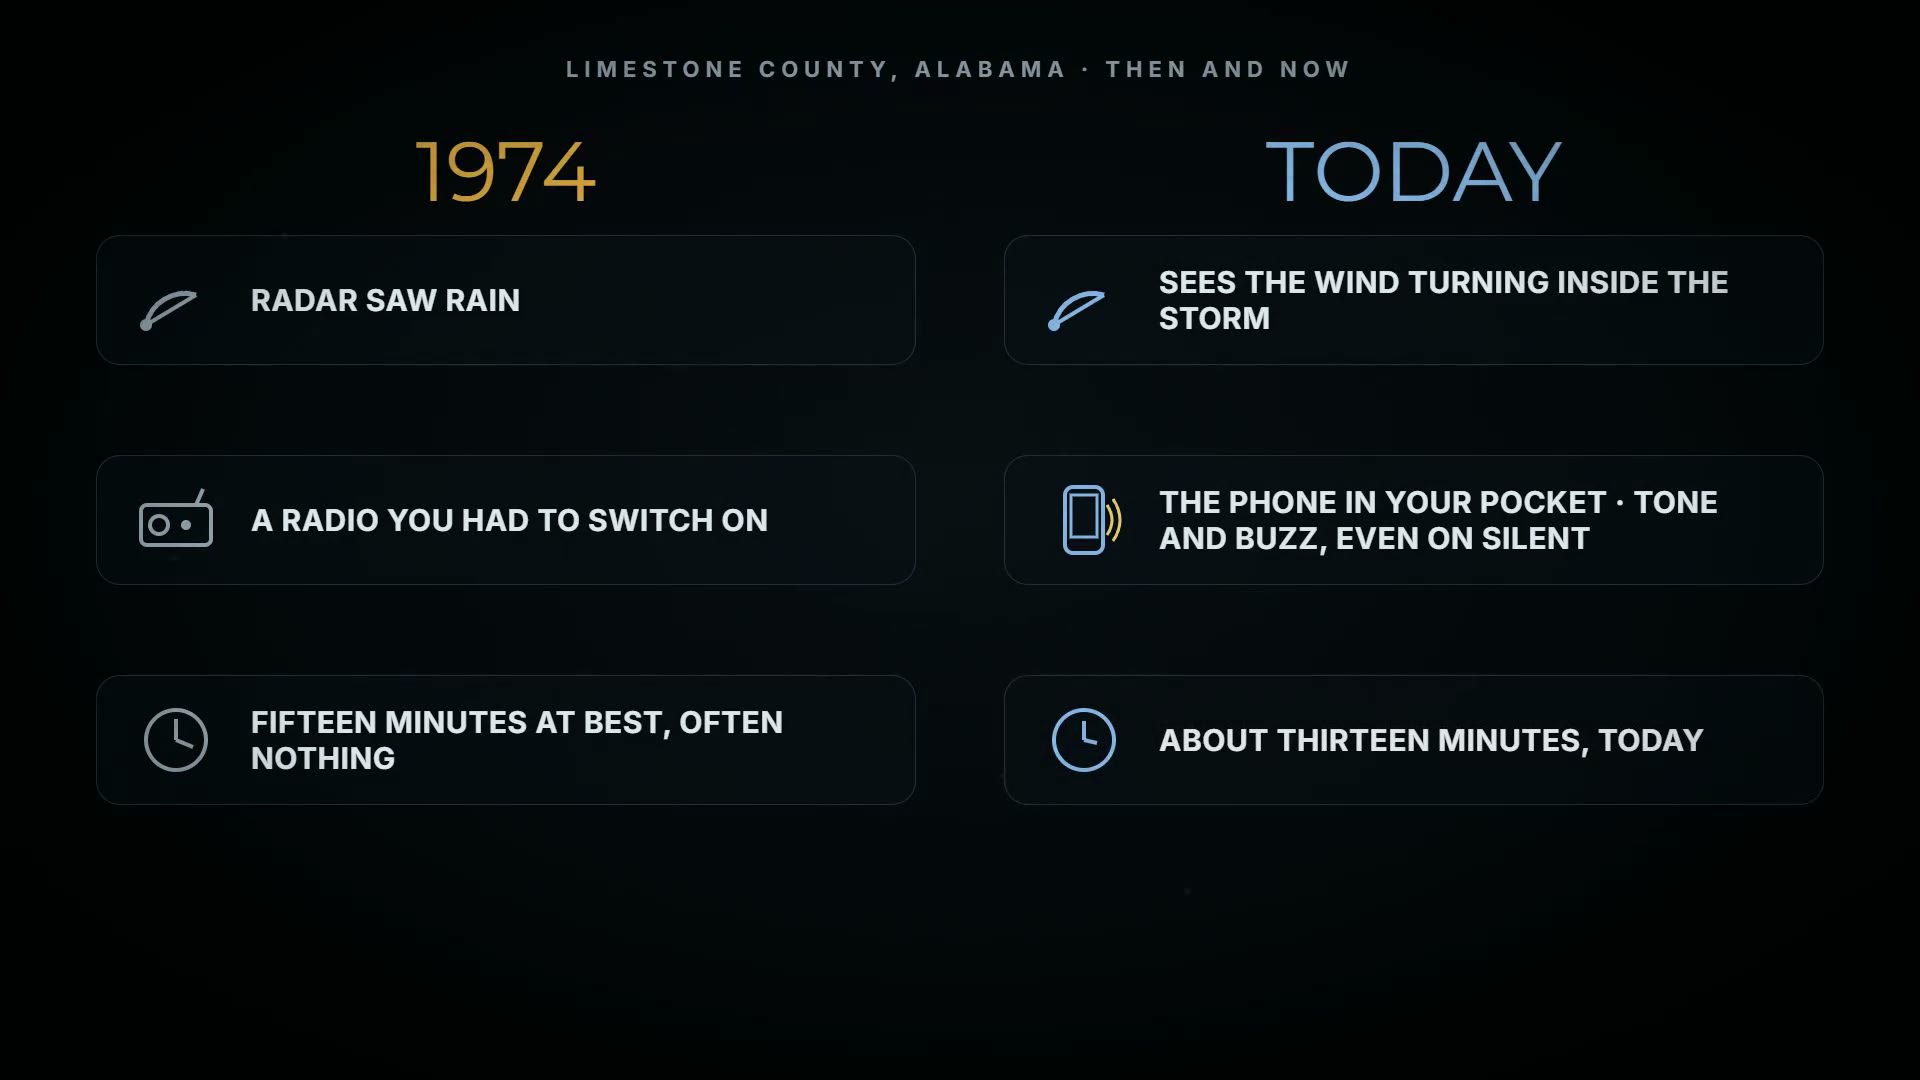 LIMESTONE COUNTY, ALABAMA · THEN AND NOW
1974
RADAR SAW RAIN
A RADIO YOU HAD TO SWITCH ON
FIFTEEN MINUTES AT BEST, OFTEN
NOTHING
TODAY
SEES THE WIND TURNING INSIDE THE
STORM
THE PHONE IN YOUR POCKET · TONE
AND BUZZ, EVEN ON SILENT
ABOUT THIRTEEN MINUTES, TODAY